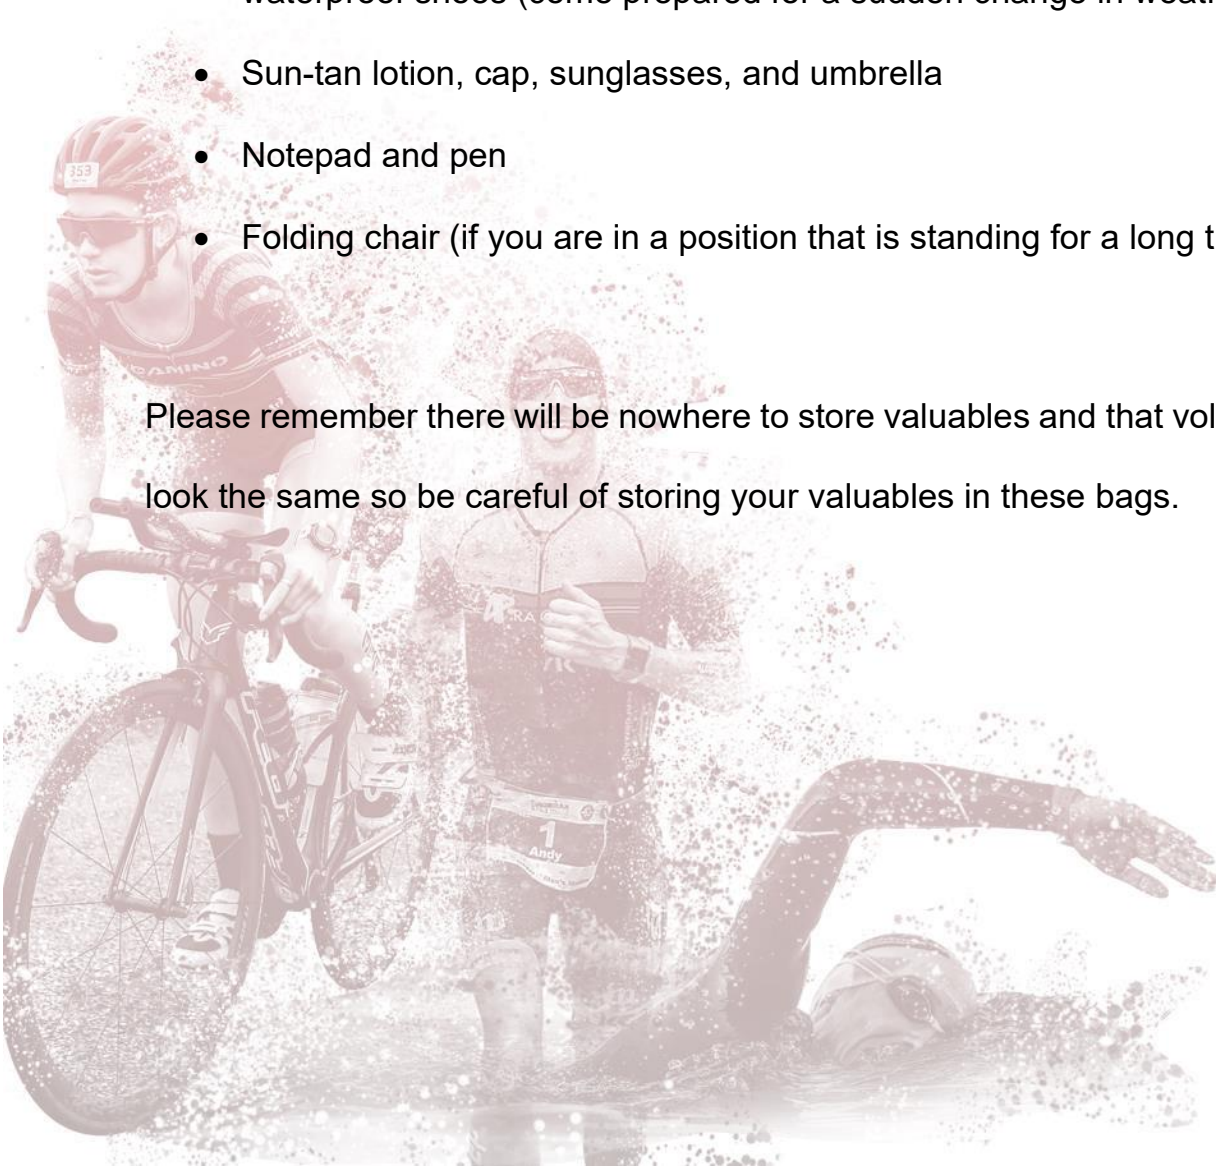 waterproof shoes (come prepared for a sudden change in weat
• Sun-tan lotion, cap, sunglasses, and umbrella
353
• Notepad and pen
• Folding chair (if you are in a position that is standing for a long t
Please remember there will be nowhere to store valuables and that vol
look the same so be careful of storing your valuables in these bags.
1
Andy